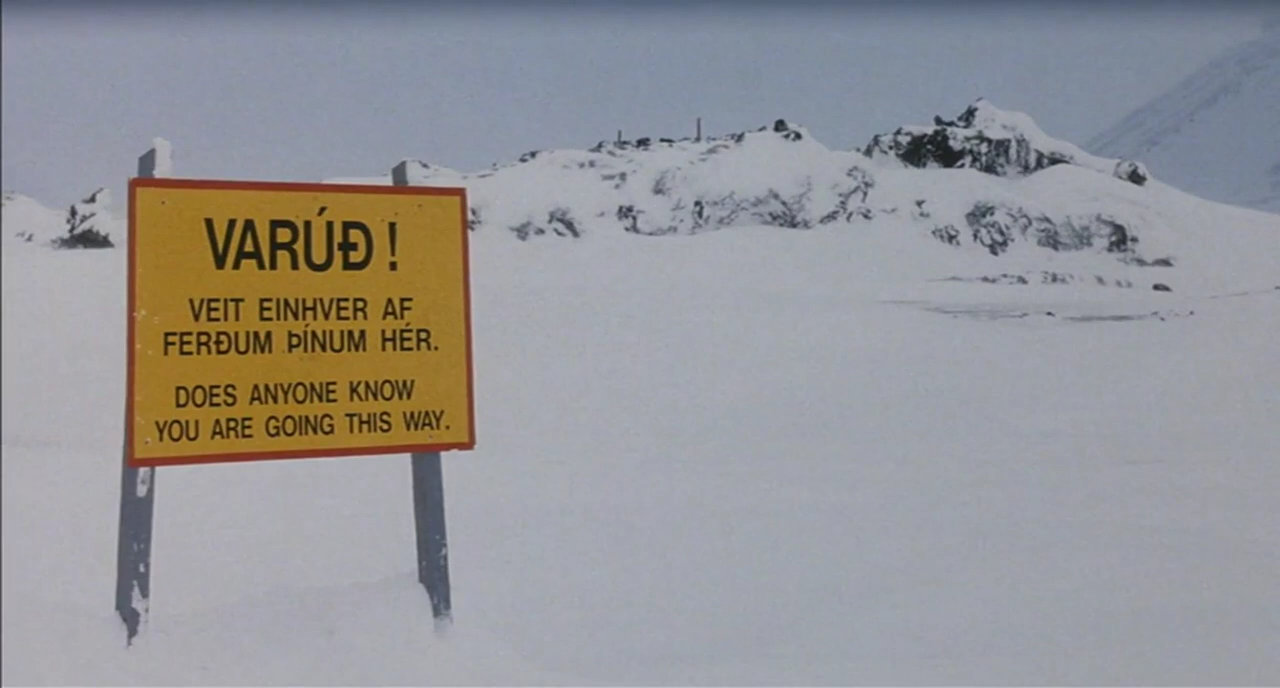 VARÚÐ!
VEIT EINHVER AF
FERÐUM ÞÍNUM HÉR.
DOES ANYONE KNOW
YOU ARE GOING THIS WAY.